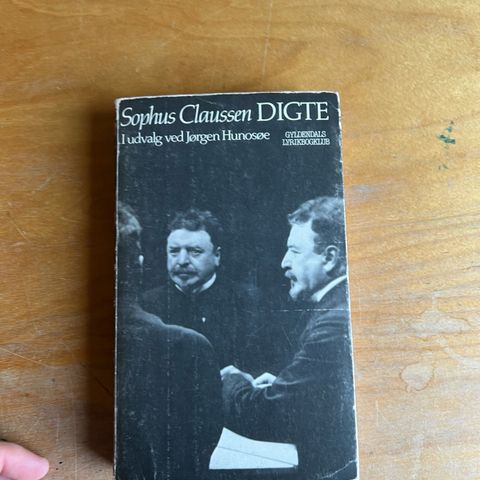 Sophus Claussen DIGTE
I udvalg ved Jørgen Hunosøe
GYLDENDALS
LYRIKBOGKLUB